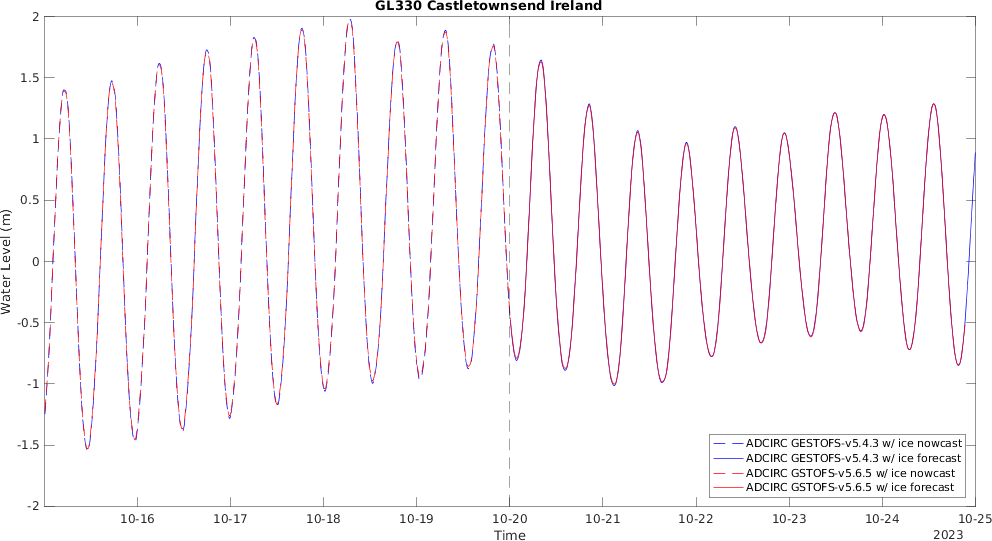 GL330 Castletownsend Ireland
2
1.5
1
0.5
0
-0.5
-1
-1.5
-2
Water Level (m)
10-16 10-17 10-18 10-19 10-20 10-21 10-22 10-23 10-24 10-25
Time
2023
ADCIRC GESTOFS-v5.4.3 w/ ice nowcast
ADCIRC GESTOFS-v5.4.3 w/ ice forecast
ADCIRC GSTOFS-v5.6.5 w/ ice nowcast
ADCIRC GSTOFS-v5.6.5 w/ ice forecast